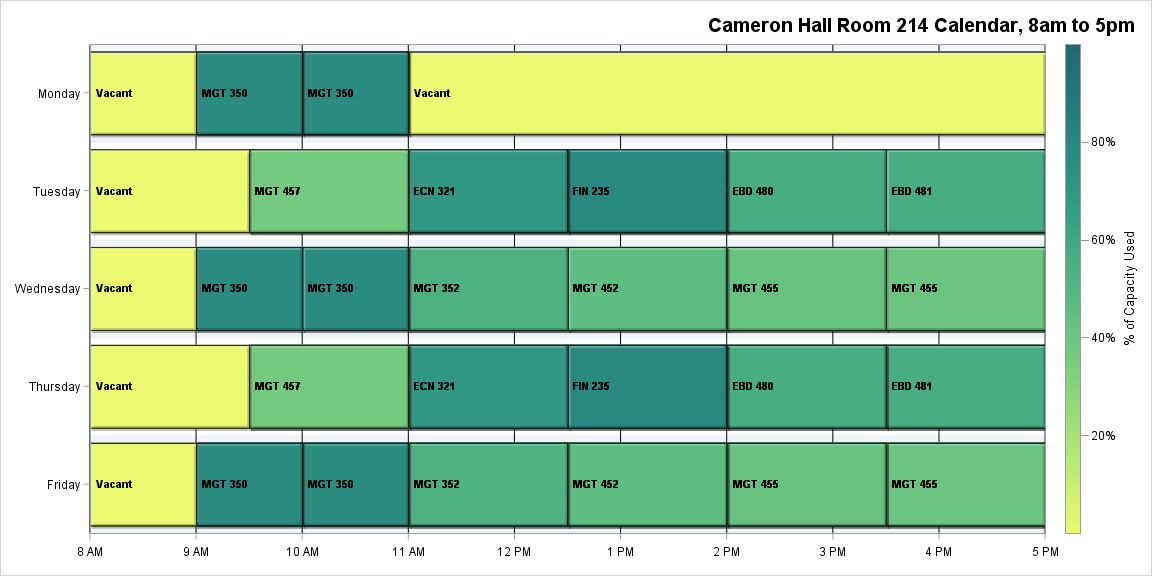 Cameron Hall Room 214 Calendar, 8am to 5pm
Monday Vacant MGT 350 MGT 350 Vacant
80%
Tuesday Vacant MGT 457 ECN 321 FIN 235 EBD 480 EBD 481
60%
Wednesday Vacant MGT 350 MGT 350 MGT 352 MGT 452 MGT 455 MGT 455
% of Capacity Used
40%
Thursday Vacant MGT 457 ECN 321 FIN 235 EBD 480 EBD 481
20%
Friday Vacant MGT 350 MGT 350 MGT 352 MGT 452 MGT 455 MGT 455
8 AM 9 AM 10 AM 11 AM 12 PM 1 PM 2 PM 3 PM 4 PM 5 PM